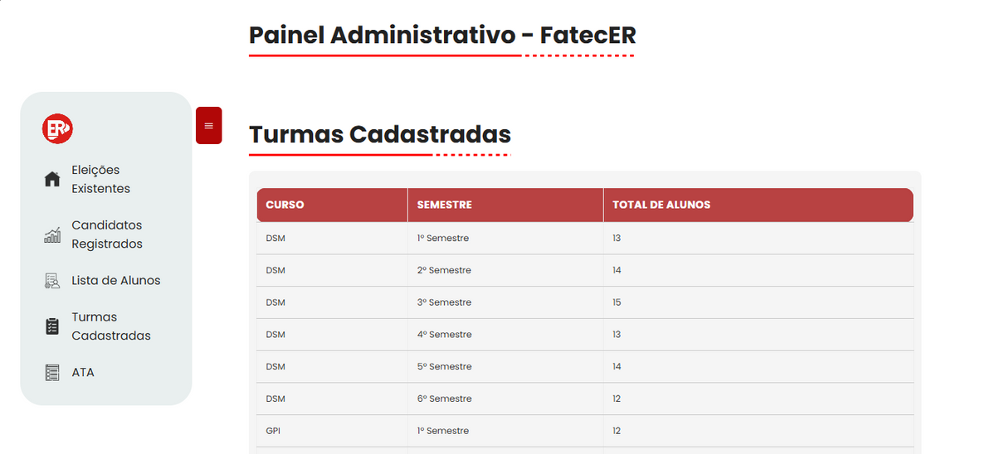 Painel Administrativo - FatecER
ER
Eleições
Existentes
Candidatos
Registrados
Lista de Alunos
Turmas
Cadastradas
ATA
Turmas Cadastradas
CURSO SEMESTRE TOTAL DE ALUNOS
DSM 1º Semestre 13
DSM 2º Semestre 14
DSM 3º Semestre 15
DSM 4º Semestre 13
DSM 5º Semestre 14
DSM 6º Semestre 12
GPI 1º Semestre 12